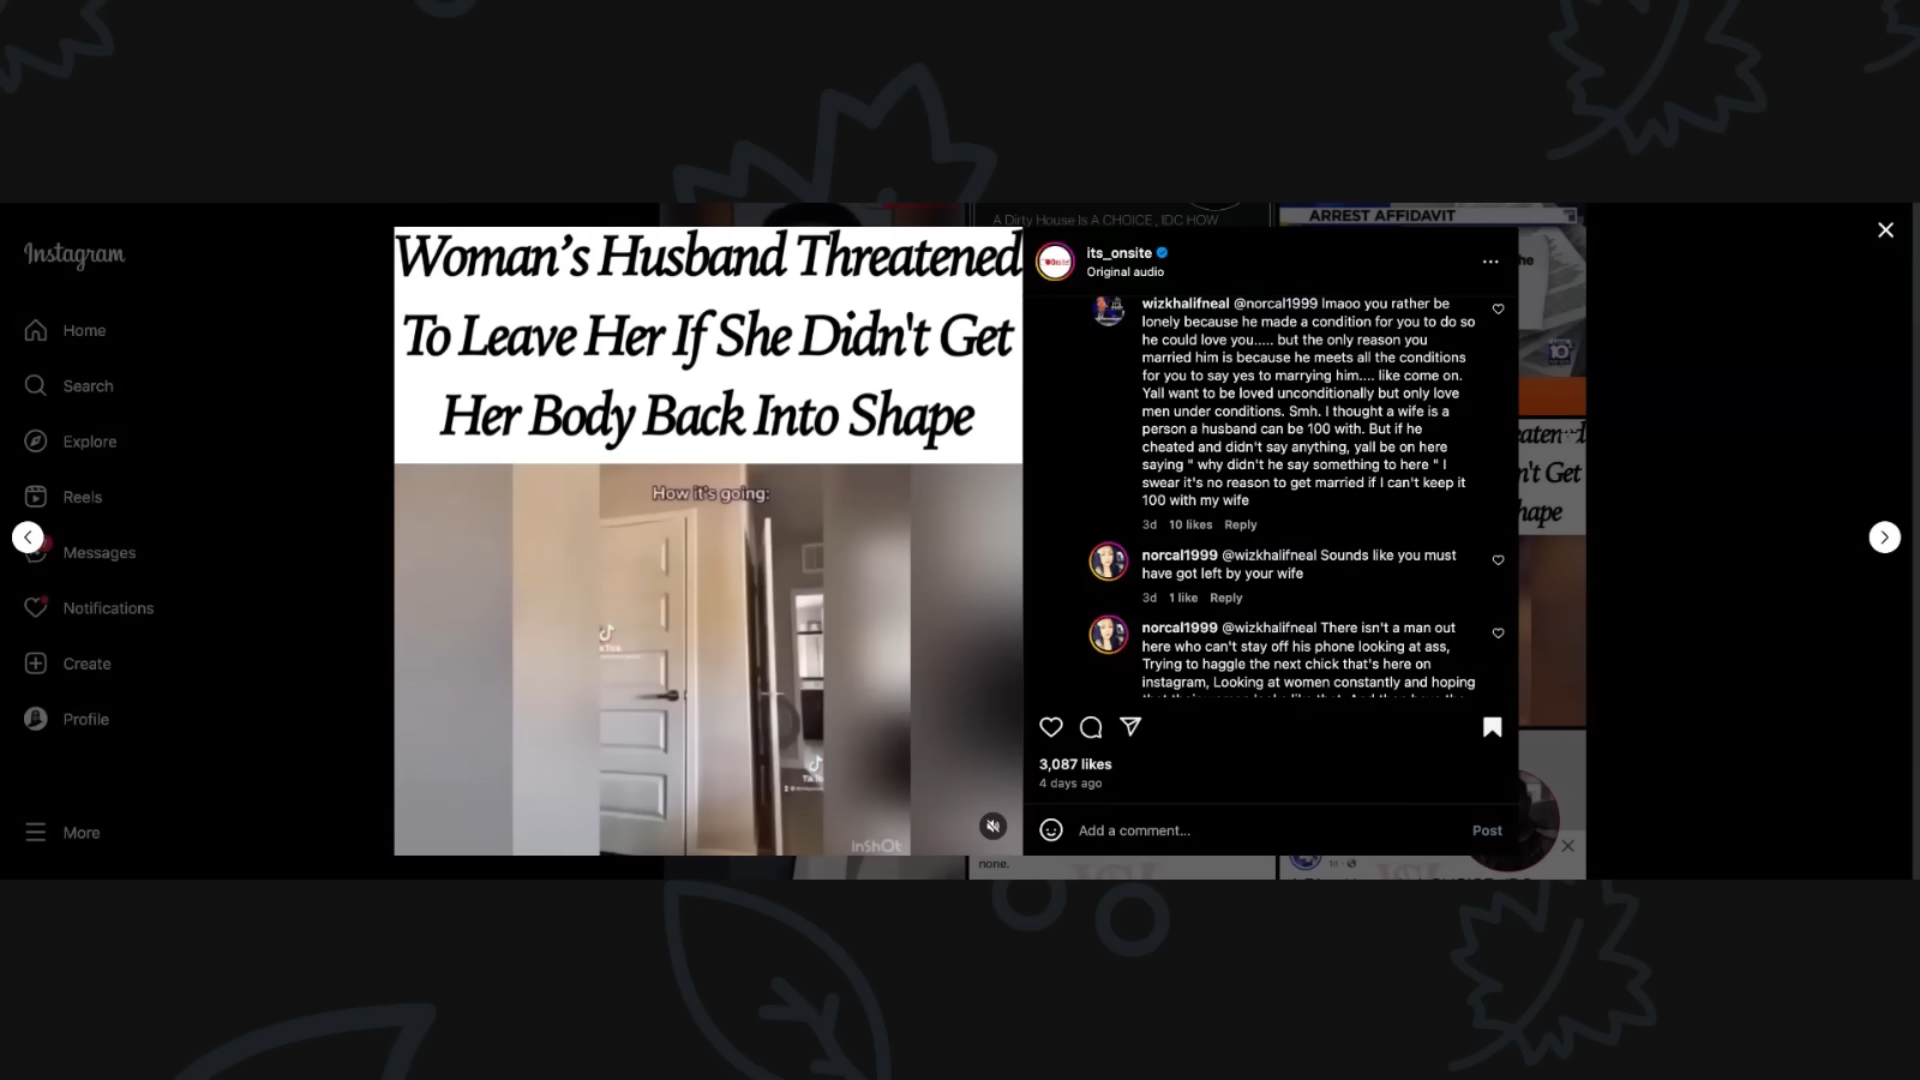 Instagram
Home
Search
Explore
Reels
Messages
Notifications
Create
Profile
More
A Dirty House Is A CHOICE , IDC HOW
ARREST AFFIDAVIT
Woman's Husband Threatened
To Leave Her If She Didn't Get
Her Body Back Into Shape
How it's going:
InShOt
its_onsite
Original audio
wizkhalifneal @norcal1999 lmaoo you rather be
lonely because he made a condition for you to do so
he could love you..... but the only reason you
married him is because he meets all the conditions
for you to say yes to marrying him.... like come on.
Yall want to be loved unconditionally but only love
men under conditions. Smh. I thought a wife is a
person a husband can be 100 with. But if he
cheated and didn't say anything, yall be on here
saying " why didn't he say something to here " I
swear it's no reason to get married if I can't keep it
100 with my wife
3d 10 likes Reply
norcal1999 @wizkhalifneal Sounds like you must
have got left by your wife
3d 1 like Reply
norcal1999 @wizkhalifneal There isn't a man out
here who can't stay off his phone looking at ass,
Trying to haggle the next chick that's here on
instagram, Looking at women constantly and hoping
3,087 likes
4 days ago
Add a comment...
Post
he
10
n't Get
hape
none.